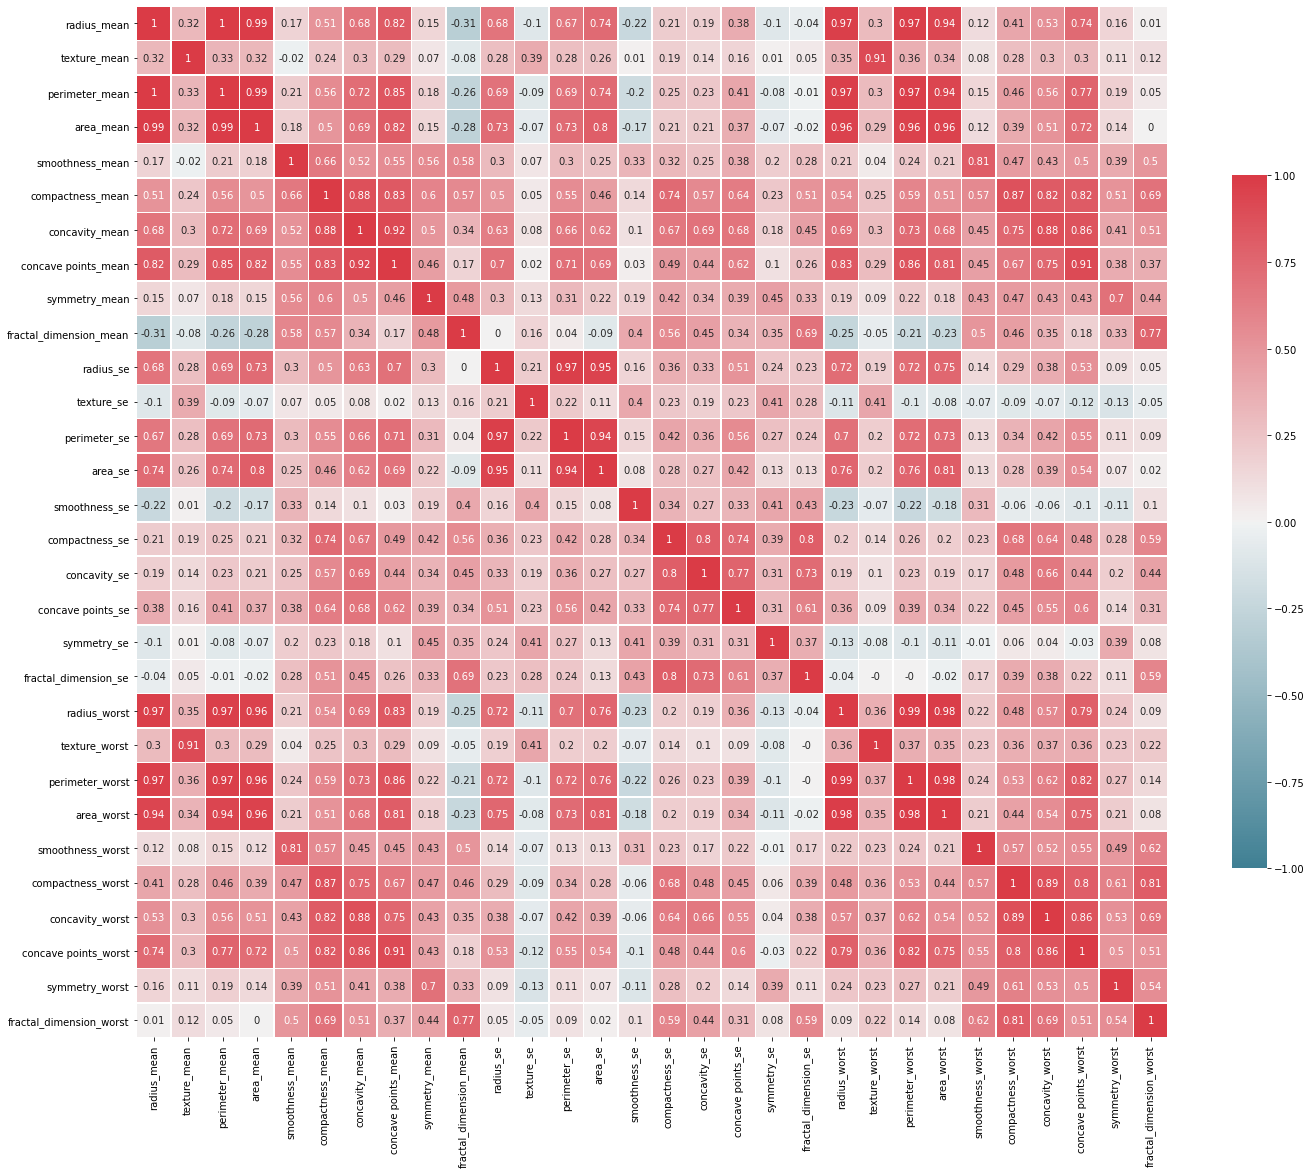 radius_mean 1 0.32 1 0.99 0.17 0.51 0.68 0.82 0.15 -0.31 0.68 -0.1 0.67 0.74 -0.22 0.21 0.19 0.38 -0.1 -0.04 0.97 0.3 0.97 0.94 0.12 0.41 0.53 0.74 0.16 0.01
texture_mean 0.32 1 0.33 0.32 -0.02 0.24 0.3 0.29 0.07 -0.08 0.28 0.39 0.28 0.26 0.01 0.19 0.14 0.16 0.01 0.05 0.35 0.91 0.36 0.34 0.08 0.28 0.3 0.3 0.11 0.12
perimeter_mean 1 0.33 1 0.99 0.21 0.56 0.72 0.85 0.18 -0.26 0.69 -0.09 0.69 0.74 -0.2 0.25 0.23 0.41 -0.08 -0.01 0.97 0.3 0.97 0.94 0.15 0.46 0.56 0.77 0.19 0.05
area_mean 0.99 0.32 0.99 1 0.18 0.5 0.69 0.82 0.15 -0.28 0.73 -0.07 0.73 0.8 -0.17 0.21 0.21 0.37 -0.07 -0.02 0.96 0.29 0.96 0.96 0.12 0.39 0.51 0.72 0.14 0
smoothness_mean 0.17 -0.02 0.21 0.18 1 0.66 0.52 0.55 0.56 0.58 0.3 0.07 0.3 0.25 0.33 0.32 0.25 0.38 0.2 0.28 0.21 0.04 0.24 0.21 0.81 0.47 0.43 0.5 0.39 0.5
compactness_mean 0.51 0.24 0.56 0.5 0.66 1 0.88 0.83 0.6 0.57 0.5 0.05 0.55 0.46 0.14 0.74 0.57 0.64 0.23 0.51 0.54 0.25 0.59 0.51 0.57 0.87 0.82 0.82 0.51 0.69
concavity_mean 0.68 0.3 0.72 0.69 0.52 0.88 1 0.92 0.5 0.34 0.63 0.08 0.66 0.62 0.1 0.67 0.69 0.68 0.18 0.45 0.69 0.3 0.73 0.68 0.45 0.75 0.88 0.86 0.41 0.51
concave points_mean 0.82 0.29 0.85 0.82 0.55 0.83 0.92 1 0.46 0.17 0.7 0.02 0.71 0.69 0.03 0.49 0.44 0.62 0.1 0.26 0.83 0.29 0.86 0.81 0.45 0.67 0.75 0.91 0.38 0.37
symmetry_mean 0.15 0.07 0.18 0.15 0.56 0.6 0.5 0.46 1 0.48 0.3 0.13 0.31 0.22 0.19 0.42 0.34 0.39 0.45 0.33 0.19 0.09 0.22 0.18 0.43 0.47 0.43 0.43 0.7 0.44
fractal_dimension_mean -0.31 -0.08 -0.26 -0.28 0.58 0.57 0.34 0.17 0.48 1 0 0.16 0.04 -0.09 0.4 0.56 0.45 0.34 0.35 0.69 -0.25 -0.05 -0.21 -0.23 0.5 0.46 0.35 0.18 0.33 0.77
radius_se 0.68 0.28 0.69 0.73 0.3 0.5 0.63 0.7 0.3 0 1 0.21 0.97 0.95 0.16 0.36 0.33 0.51 0.24 0.23 0.72 0.19 0.72 0.75 0.14 0.29 0.38 0.53 0.09 0.05
texture_se -0.1 0.39 -0.09 -0.07 0.07 0.05 0.08 0.02 0.13 0.16 0.21 1 0.22 0.11 0.4 0.23 0.19 0.23 0.41 0.28 -0.11 0.41 -0.1 -0.08 -0.07 -0.09 -0.07 -0.12 -0.13 -0.05
perimeter_se 0.67 0.28 0.69 0.73 0.3 0.55 0.66 0.71 0.31 0.04 0.97 0.22 1 0.94 0.15 0.42 0.36 0.56 0.27 0.24 0.7 0.2 0.72 0.73 0.13 0.34 0.42 0.55 0.11 0.09
area_se 0.74 0.26 0.74 0.8 0.25 0.46 0.62 0.69 0.22 -0.09 0.95 0.11 0.94 1 0.08 0.28 0.27 0.42 0.13 0.13 0.76 0.2 0.76 0.81 0.13 0.28 0.39 0.54 0.07 0.02
smoothness_se -0.22 0.01 -0.2 -0.17 0.33 0.14 0.1 0.03 0.19 0.4 0.16 0.4 0.15 0.08 1 0.34 0.27 0.33 0.41 0.43 -0.23 -0.07 -0.22 -0.18 0.31 -0.06 -0.06 -0.1 -0.11 0.1
compactness_se 0.21 0.19 0.25 0.21 0.32 0.74 0.67 0.49 0.42 0.56 0.36 0.23 0.42 0.28 0.34 1 0.8 0.74 0.39 0.8 0.2 0.14 0.26 0.2 0.23 0.68 0.64 0.48 0.28 0.59
concavity_se 0.19 0.14 0.23 0.21 0.25 0.57 0.69 0.44 0.34 0.45 0.33 0.19 0.36 0.27 0.27 0.8 1 0.77 0.31 0.73 0.19 0.1 0.23 0.19 0.17 0.48 0.66 0.44 0.2 0.44
concave points_se 0.38 0.16 0.41 0.37 0.38 0.64 0.68 0.62 0.39 0.34 0.51 0.23 0.56 0.42 0.33 0.74 0.77 1 0.31 0.61 0.36 0.09 0.39 0.34 0.22 0.45 0.55 0.6 0.14 0.31
symmetry_se -0.1 0.01 -0.08 -0.07 0.2 0.23 0.18 0.1 0.45 0.35 0.24 0.41 0.27 0.13 0.41 0.39 0.31 0.31 1 0.37 -0.13 -0.08 -0.1 -0.11 -0.01 0.06 0.04 -0.03 0.39 0.08
fractal_dimension_se -0.04 0.05 -0.01 -0.02 0.28 0.51 0.45 0.26 0.33 0.69 0.23 0.28 0.24 0.13 0.43 0.8 0.73 0.61 0.37 1 -0.04 -0 -0 -0.02 0.17 0.39 0.38 0.22 0.11 0.59
radius_worst 0.97 0.35 0.97 0.96 0.21 0.54 0.69 0.83 0.19 -0.25 0.72 -0.11 0.7 0.76 -0.23 0.2 0.19 0.36 -0.13 -0.04 1 0.36 0.99 0.98 0.22 0.48 0.57 0.79 0.24 0.09
texture_worst 0.3 0.91 0.3 0.29 0.04 0.25 0.3 0.29 0.09 -0.05 0.19 0.41 0.2 0.2 -0.07 0.14 0.1 0.09 -0.08 -0 0.36 1 0.37 0.35 0.23 0.36 0.37 0.36 0.23 0.22
perimeter_worst 0.97 0.36 0.97 0.96 0.24 0.59 0.73 0.86 0.22 -0.21 0.72 -0.1 0.72 0.76 -0.22 0.26 0.23 0.39 -0.1 -0 0.99 0.37 1 0.98 0.24 0.53 0.62 0.82 0.27 0.14
area_worst 0.94 0.34 0.94 0.96 0.21 0.51 0.68 0.81 0.18 -0.23 0.75 -0.08 0.73 0.81 -0.18 0.2 0.19 0.34 -0.11 -0.02 0.98 0.35 0.98 1 0.21 0.44 0.54 0.75 0.21 0.08
smoothness_worst 0.12 0.08 0.15 0.12 0.81 0.57 0.45 0.45 0.43 0.5 0.14 -0.07 0.13 0.13 0.31 0.23 0.17 0.22 -0.01 0.17 0.22 0.23 0.24 0.21 1 0.57 0.52 0.55 0.49 0.62
compactness_worst 0.41 0.28 0.46 0.39 0.47 0.87 0.75 0.67 0.47 0.46 0.29 -0.09 0.34 0.28 -0.06 0.68 0.48 0.45 0.06 0.39 0.48 0.36 0.53 0.44 0.57 1 0.89 0.8 0.61 0.81
concavity_worst 0.53 0.3 0.56 0.51 0.43 0.82 0.88 0.75 0.43 0.35 0.38 -0.07 0.42 0.39 -0.06 0.64 0.66 0.55 0.04 0.38 0.57 0.37 0.62 0.54 0.52 0.89 1 0.86 0.53 0.69
concave points_worst 0.74 0.3 0.77 0.72 0.5 0.82 0.86 0.91 0.43 0.18 0.53 -0.12 0.55 0.54 -0.1 0.48 0.44 0.6 -0.03 0.22 0.79 0.36 0.82 0.75 0.55 0.8 0.86 1 0.5 0.51
symmetry_worst 0.16 0.11 0.19 0.14 0.39 0.51 0.41 0.38 0.7 0.33 0.09 -0.13 0.11 0.07 -0.11 0.28 0.2 0.14 0.39 0.11 0.24 0.23 0.27 0.21 0.49 0.61 0.53 0.5 1 0.54
fractal_dimension_worst 0.01 0.12 0.05 0 0.5 0.69 0.51 0.37 0.44 0.77 0.05 -0.05 0.09 0.02 0.1 0.59 0.44 0.31 0.08 0.59 0.09 0.22 0.14 0.08 0.62 0.81 0.69 0.51 0.54 1
radius_mean
texture_mean
perimeter_mean
area_mean
smoothness_mean
compactness_mean
concavity_mean
concave points_mean
symmetry_mean
fractal_dimension_mean
radius_se
texture_se
perimeter_se
area_se
smoothness_se
compactness_se
concavity_se
concave points_se
symmetry_se
fractal_dimension_se
radius_worst
texture_worst
perimeter_worst
area_worst
smoothness_worst
compactness_worst
concavity_worst
concave points_worst
symmetry_worst
fractal_dimension_worst
1.00
0.75
0.50
0.25
0.00
−0.25
−0.50
−0.75
−1.00